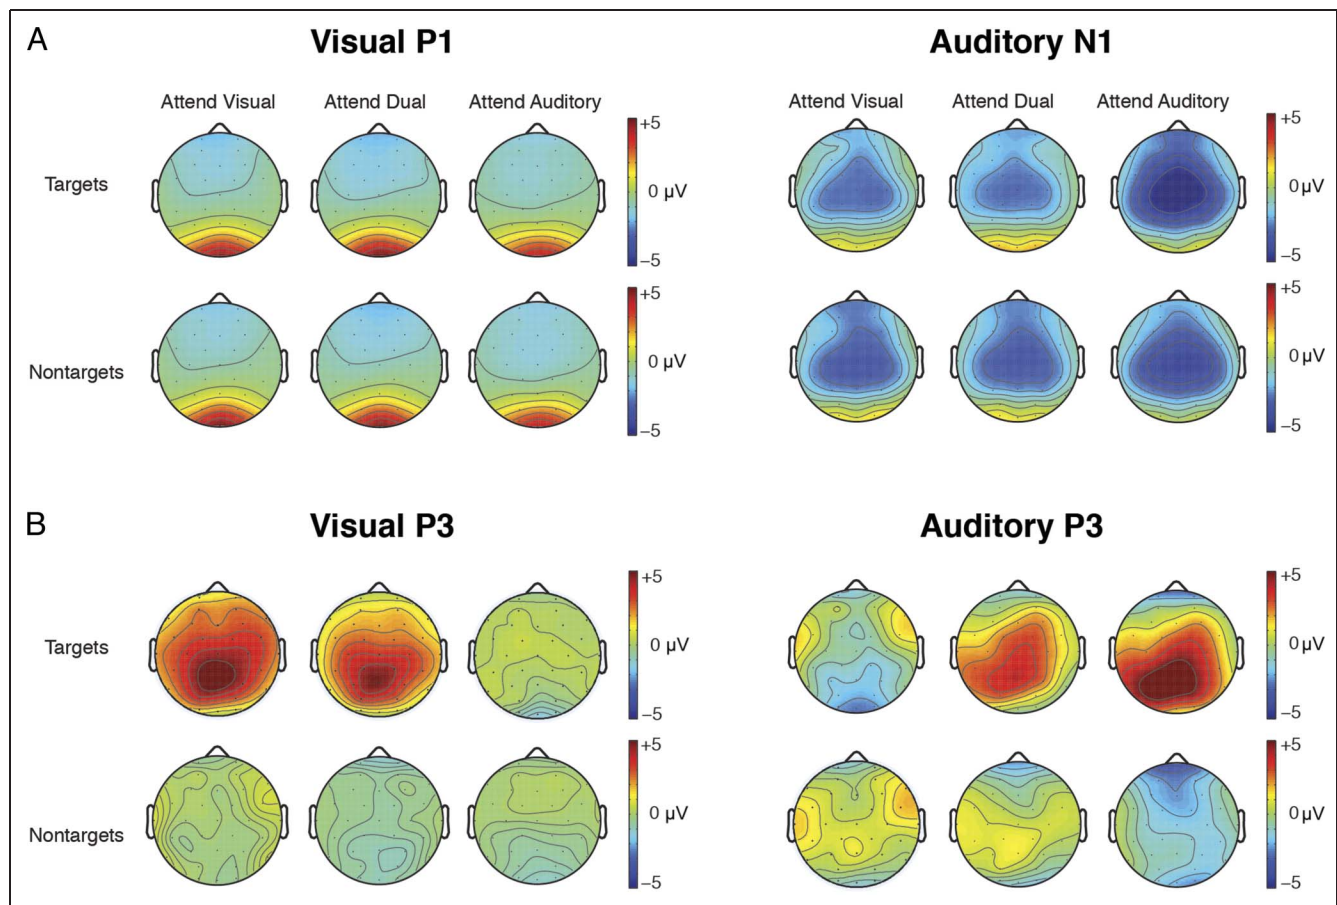 A
Visual P1
Auditory N1
Attend Visual Attend Dual Attend Auditory
Attend Visual Attend Dual Attend Auditory
Targets
+5
0 µV
−5
+5
0 µV
−5
Nontargets
+5
0 µV
−5
+5
0 µV
−5
B
Visual P3
Auditory P3
Targets
+5
0 µV
−5
+5
0 µV
−5
Nontargets
+5
0 µV
−5
+5
0 µV
−5